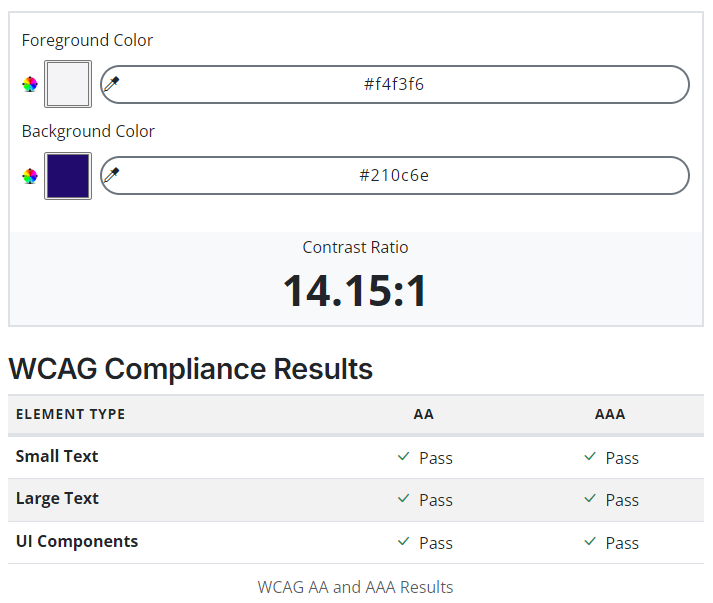 Foreground Color
#f4f3f6
Background Color
#210c6e
Contrast Ratio
14.15:1
WCAG Compliance Results
ELEMENT TYPE AA AAA
Small Text Pass Pass
Large Text Pass Pass
UI Components Pass Pass
WCAG AA and AAA Results